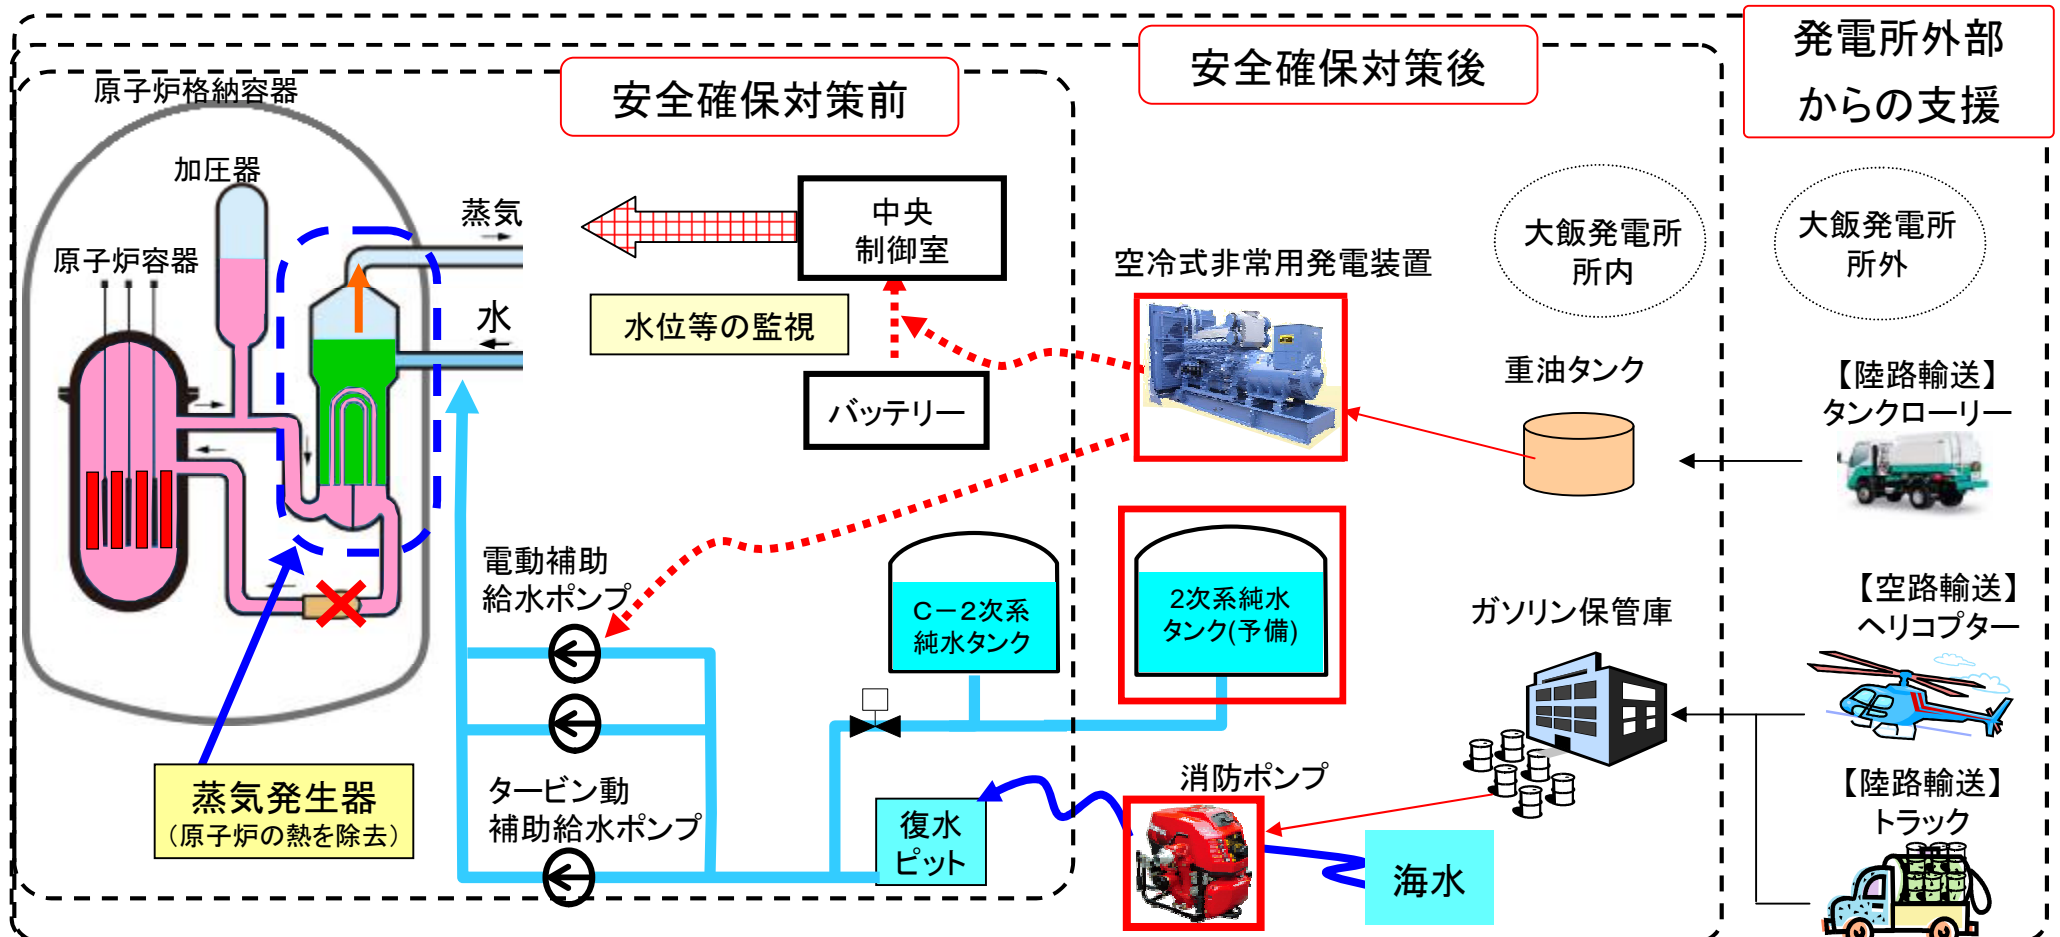 発電所外部
からの支援
安全確保対策後
安全確保対策前
原子炉格納容器
加圧器
蒸気
原子炉容器
水
中央
制御室
水位等の監視
バッテリー
空冷式非常用発電装置
大飯発電所
所内
大飯発電所
所外
重油タンク
【陸路輸送】
タンクローリー
電動補助
給水ポンプ
C－2次系
純水タンク
2次系純水
タンク(予備)
ガソリン保管庫
【空路輸送】
ヘリコプター
蒸気発生器
（原子炉の熱を除去）
タービン動
補助給水ポンプ
復水
ピット
消防ポンプ
海水
【陸路輸送】
トラック